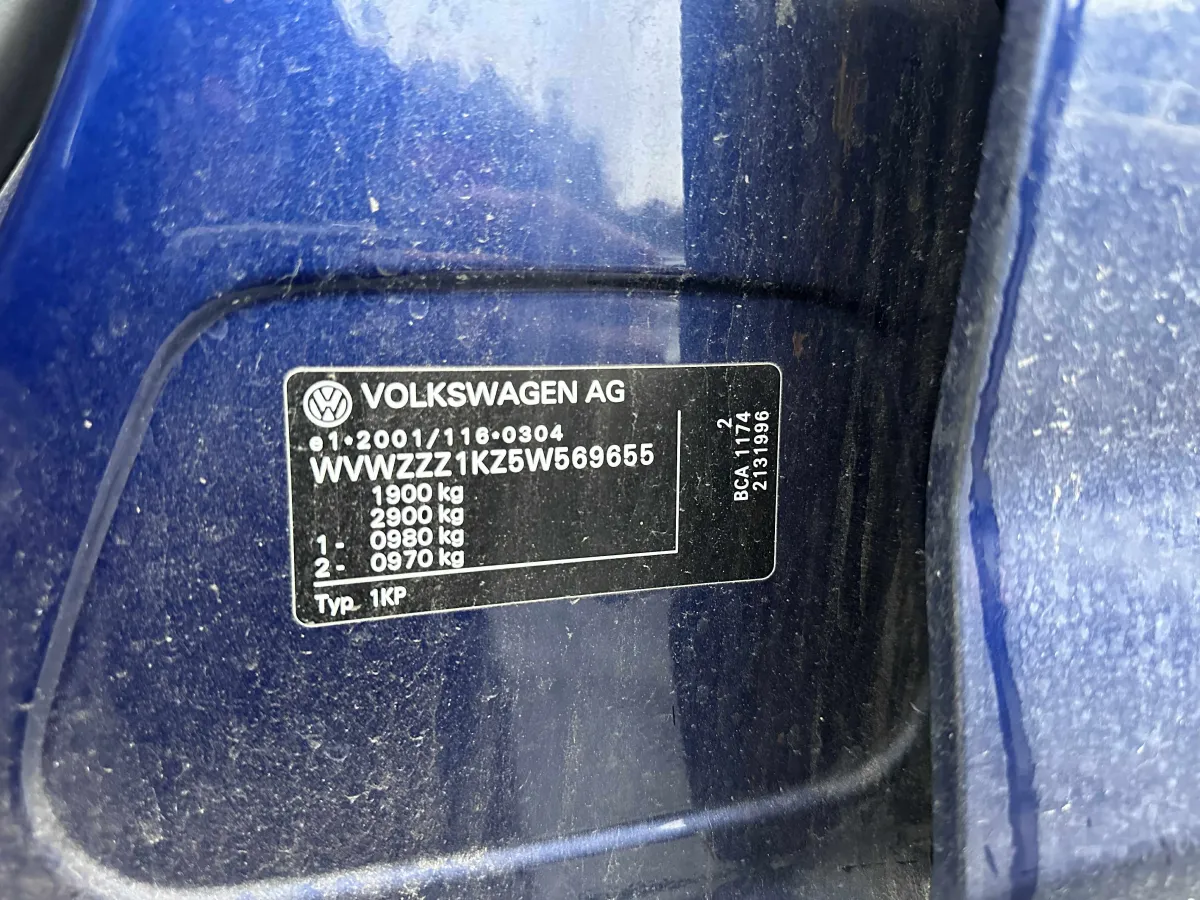 VOLKSWAGEN AG
e1*2001/116*0304
WVWZZZ1KZ5W569655
1900 kg
2900 kg
1- 0980 kg
2- 0970 kg
Typ 1KP
2
BCA 1174
2131996